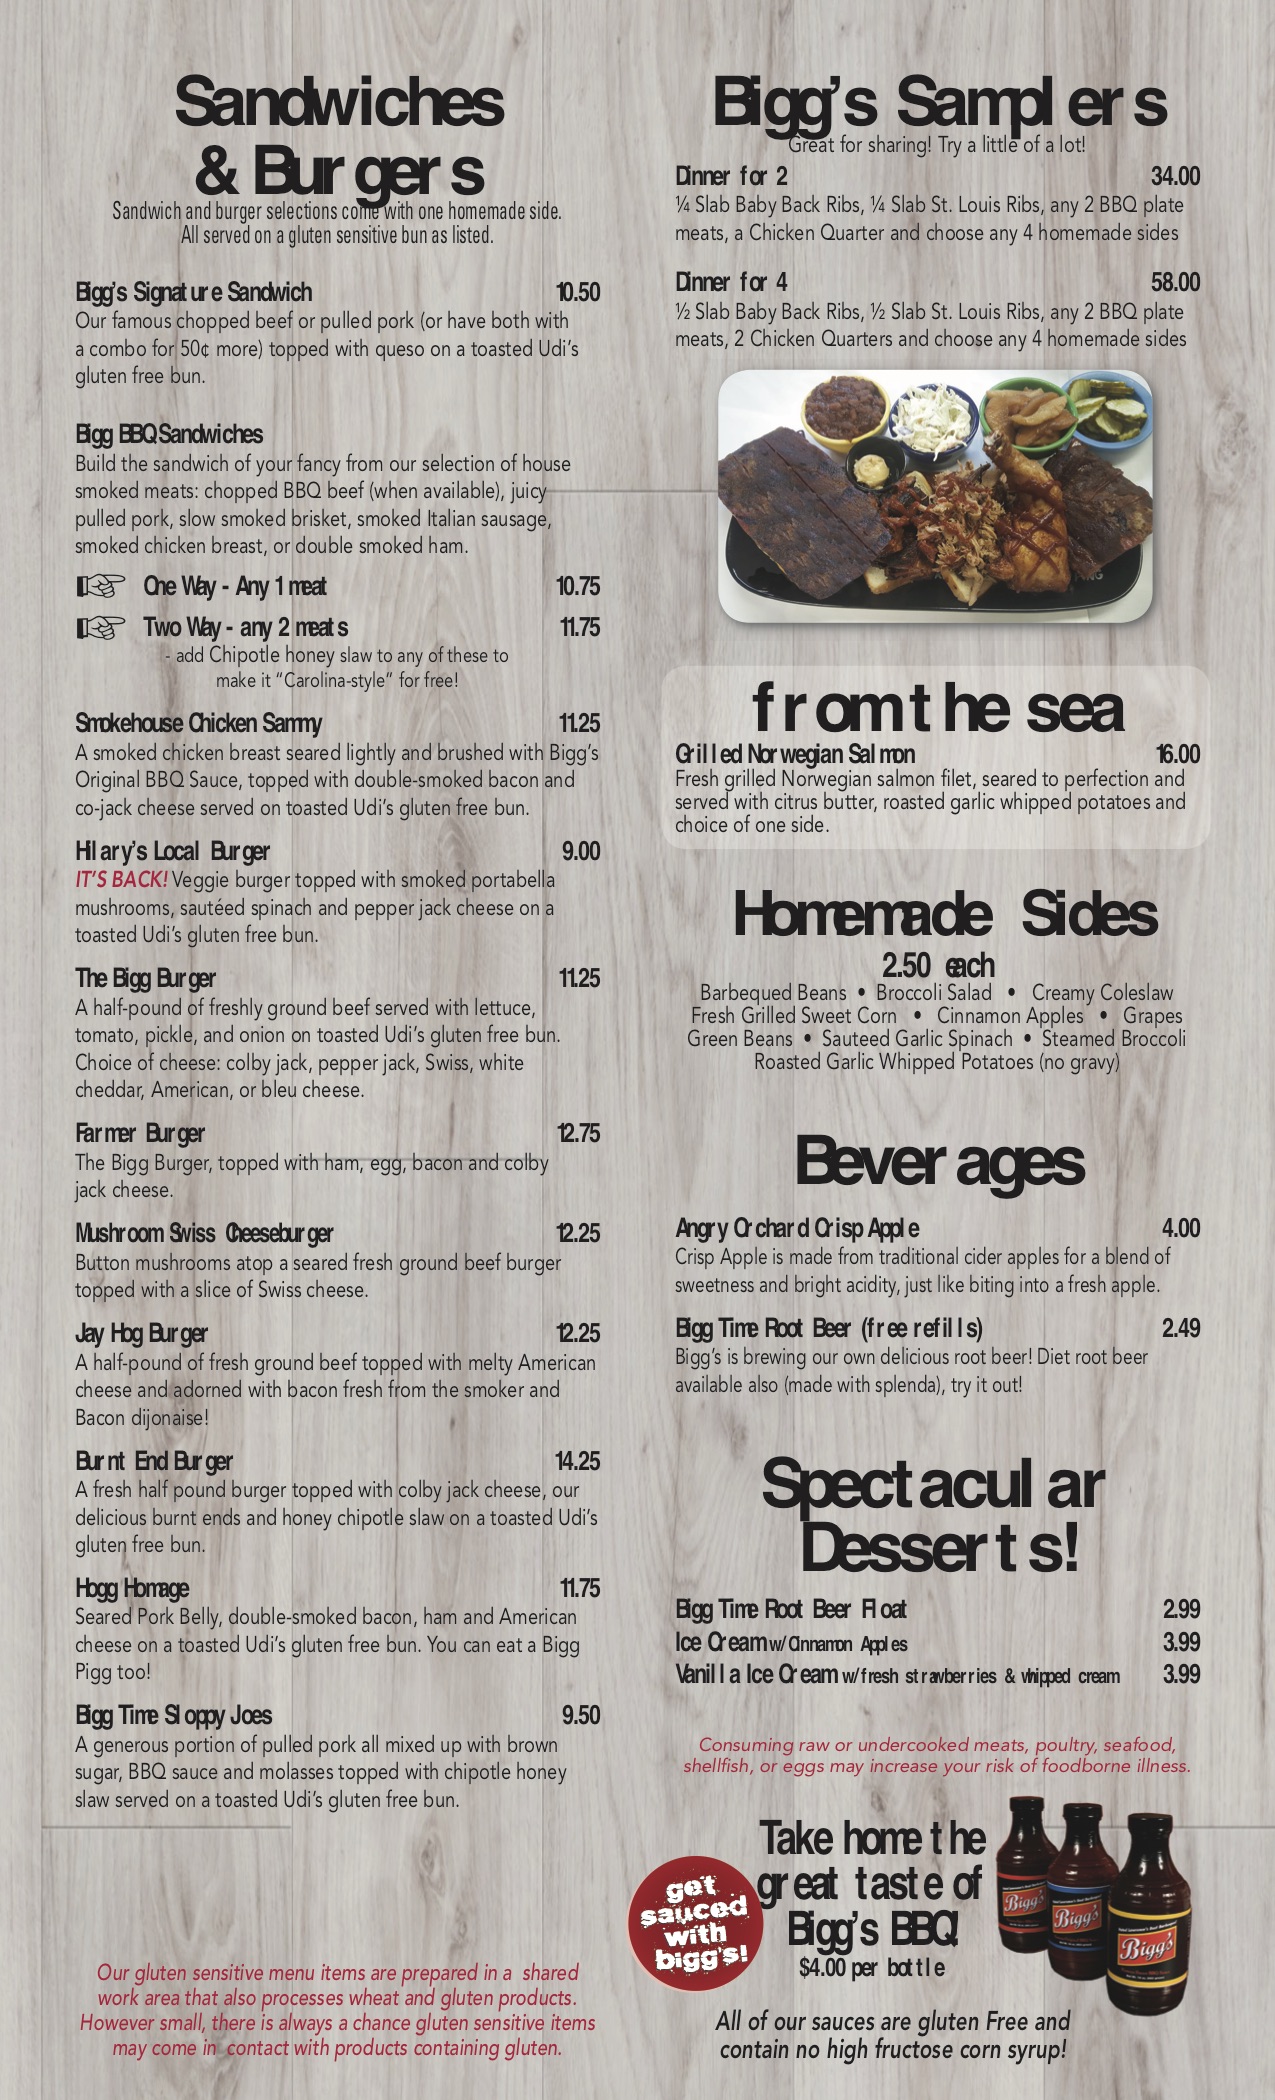 Sandwiches
& Burgers
Sandwich and burger selections come with one homemade side.
All served on a gluten sensitive bun as listed.
Bigg's Signature Sandwich 10.50
Our famous chopped beef or pulled pork (or have both with
a combo for 50¢ more) topped with queso on a toasted Udi's
gluten free bun.
Bigg BBQ Sandwiches
Build the sandwich of your fancy from our selection of house
smoked meats: chopped BBQ beef (when available), juicy
pulled pork, slow smoked brisket, smoked Italian sausage,
smoked chicken breast, or double smoked ham.
One Way - Any 1 meat 10.75
Two Way - any 2 meats 11.75
- add Chipotle honey slaw to any of these to
make it "Carolina-style" for free!
Smokehouse Chicken Sammy 11.25
A smoked chicken breast seared lightly and brushed with Bigg's
Original BBQ Sauce, topped with double-smoked bacon and
co-jack cheese served on toasted Udi's gluten free bun.
Hilary's Local Burger 9.00
IT'S BACK! Veggie burger topped with smoked portabella
mushrooms, sautéed spinach and pepper jack cheese on a
toasted Udi's gluten free bun.
The Bigg Burger 11.25
A half-pound of freshly ground beef served with lettuce,
tomato, pickle, and onion on toasted Udi's gluten free bun.
Choice of cheese: colby jack, pepper jack, Swiss, white
cheddar, American, or bleu cheese.
Farmer Burger 12.75
The Bigg Burger, topped with ham, egg, bacon and colby
jack cheese.
Mushroom Swiss Cheeseburger 12.25
Button mushrooms atop a seared fresh ground beef burger
topped with a slice of Swiss cheese.
Jay Hog Burger 12.25
A half-pound of fresh ground beef topped with melty American
cheese and adorned with bacon fresh from the smoker and
Bacon dijonaise!
Burnt End Burger 14.25
A fresh half pound burger topped with colby jack cheese, our
delicious burnt ends and honey chipotle slaw on a toasted Udi's
gluten free bun.
Hogg Homage 11.75
Seared Pork Belly, double-smoked bacon, ham and American
cheese on a toasted Udi's gluten free bun. You can eat a Bigg
Pigg too!
Bigg Time Sloppy Joes 9.50
A generous portion of pulled pork all mixed up with brown
sugar, BBQ sauce and molasses topped with chipotle honey
slaw served on a toasted Udi's gluten free bun.
Our gluten sensitive menu items are prepared in a shared
work area that also processes wheat and gluten products.
However small, there is always a chance gluten sensitive items
may come in contact with products containing gluten.
Bigg's Samplers
Great for sharing! Try a little of a lot!
Dinner for 2 34.00
¼ Slab Baby Back Ribs, ¼ Slab St. Louis Ribs, any 2 BBQ plate
meats, a Chicken Quarter and choose any 4 homemade sides
Dinner for 4 58.00
½ Slab Baby Back Ribs, ½ Slab St. Louis Ribs, any 2 BBQ plate
meats, 2 Chicken Quarters and choose any 4 homemade sides
from the sea
Grilled Norwegian Salmon 16.00
Fresh grilled Norwegian salmon filet, seared to perfection and
served with citrus butter, roasted garlic whipped potatoes and
choice of one side.
Homemade Sides
2.50 each
Barbequed Beans • Broccoli Salad • Creamy Coleslaw
Fresh Grilled Sweet Corn • Cinnamon Apples • Grapes
Green Beans • Sauteed Garlic Spinach • Steamed Broccoli
Roasted Garlic Whipped Potatoes (no gravy)
Beverages
Angry Orchard Crisp Apple 4.00
Crisp Apple is made from traditional cider apples for a blend of
sweetness and bright acidity, just like biting into a fresh apple.
Bigg Time Root Beer (free refills) 2.49
Bigg's is brewing our own delicious root beer! Diet root beer
available also (made with splenda), try it out!
Spectacular
Desserts!
Bigg Time Root Beer Float 2.99
Ice Cream w/ Cinnamon Apples 3.99
Vanilla Ice Cream w/ fresh strawberries & whipped cream 3.99
Consuming raw or undercooked meats, poultry, seafood,
shellfish, or eggs may increase your risk of foodborne illness.
get
sauced
with
bigg's!
Take home the
great taste of
Bigg's BBQ!
$4.00 per bottle
Bigg's
Bigg's
Bigg's
All of our sauces are gluten Free and
contain no high fructose corn syrup!